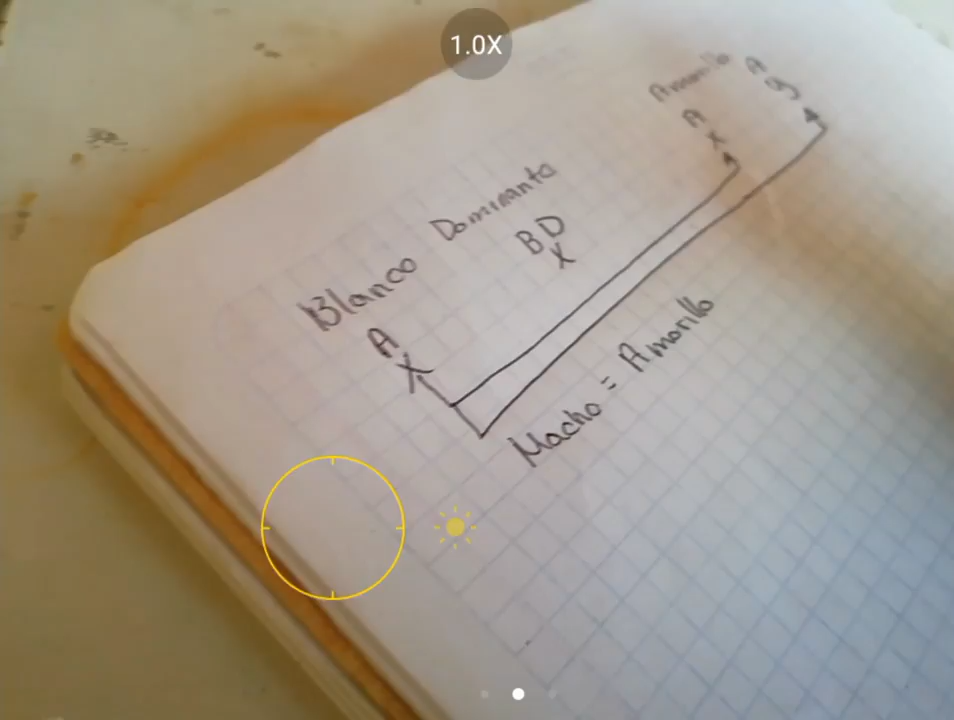 1.0X
Amarillo
A A
X y
Blanco Dominante
BD
X
A
X
Macho = Amarillo